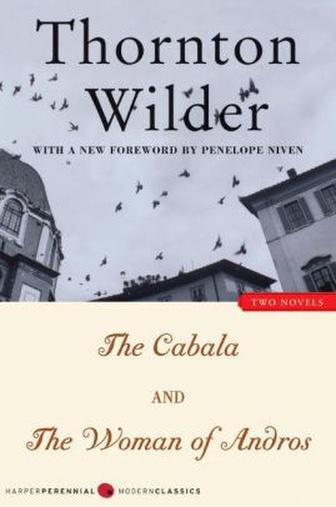 Thornton
Wilder
WITH A NEW FOREWORD BY PENELOPE NIVEN
TWO NOVELS
The Cabala
AND
The Woman of Andros
HARPERPERENNIAL MODERNCLASSICS